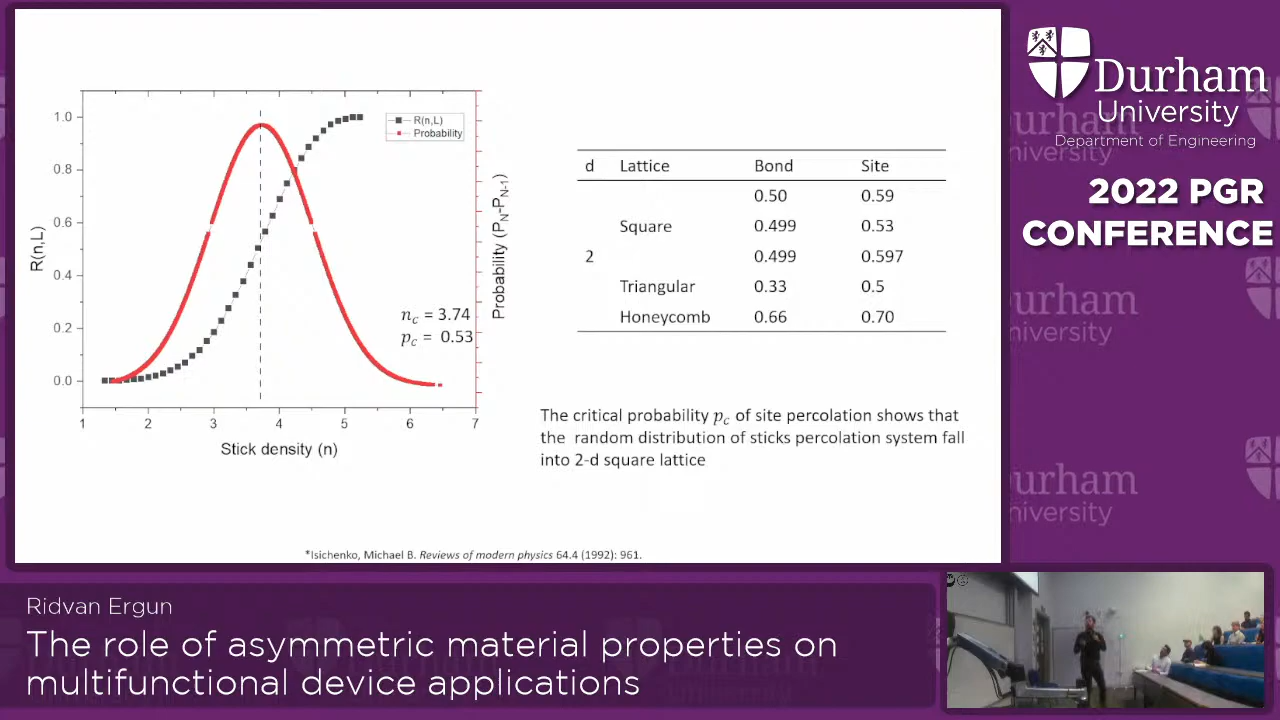 1.0
0.8
0.6
0.4
0.2
0.0
R(n,L)
1 2 3 4 5 6 7
Stick density (n)
R(n,L)
Probability
Probability (P_N-P_{N-1})
n_c = 3.74
p_c = 0.53
d Lattice Bond Site
0.50 0.59
Square 0.499 0.53
2 0.499 0.597
Triangular 0.33 0.5
Honeycomb 0.66 0.70
The critical probability p_c of site percolation shows that
the random distribution of sticks percolation system fall
into 2-d square lattice
*Isichenko, Michael B. Reviews of modern physics 64.4 (1992): 961.
Durham
University
Department of Engineering
2022 PGR
CONFERENCE
Durham
University
Durham
University
Ridvan Ergun
The role of asymmetric material properties on
multifunctional device applications